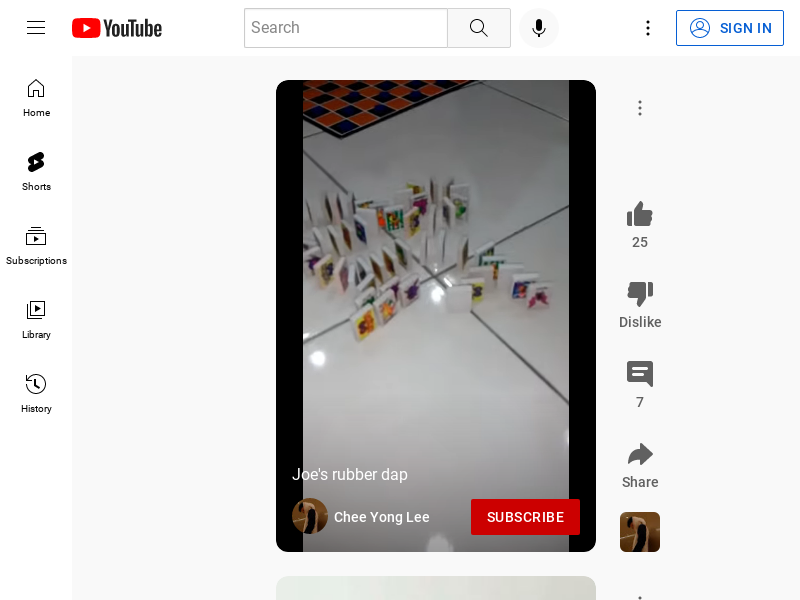 YouTube
Search
SIGN IN
Home
Shorts
Subscriptions
Library
History
Joe's rubber dap
Chee Yong Lee
SUBSCRIBE
25
Dislike
7
Share